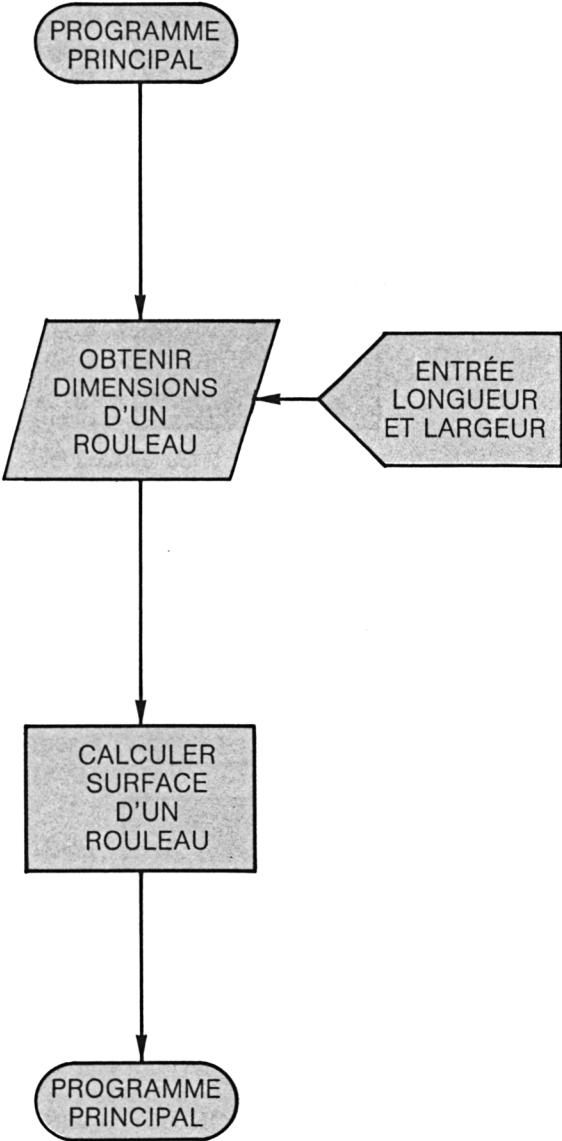 PROGRAMME
PRINCIPAL
OBTENIR
DIMENSIONS
D'UN
ROULEAU
ENTRÉE
LONGUEUR
ET LARGEUR
CALCULER
SURFACE
D'UN
ROULEAU
PROGRAMME
PRINCIPAL